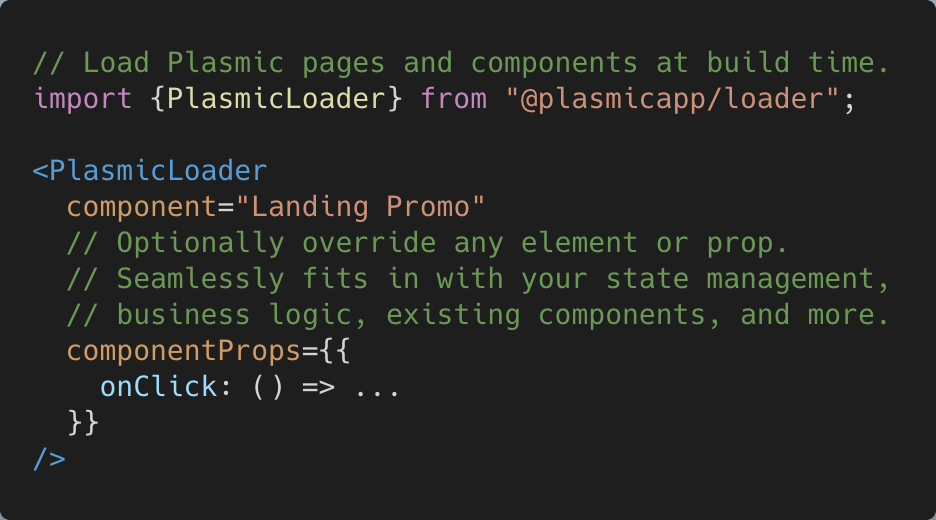 // Load Plasmic pages and components at build time.
import {PlasmicLoader} from "@plasmicapp/loader";
<PlasmicLoader
component="Landing Promo"
// Optionally override any element or prop.
// Seamlessly fits in with your state management,
// business logic, existing components, and more.
componentProps={{
onClick: () => ...
}}
/>